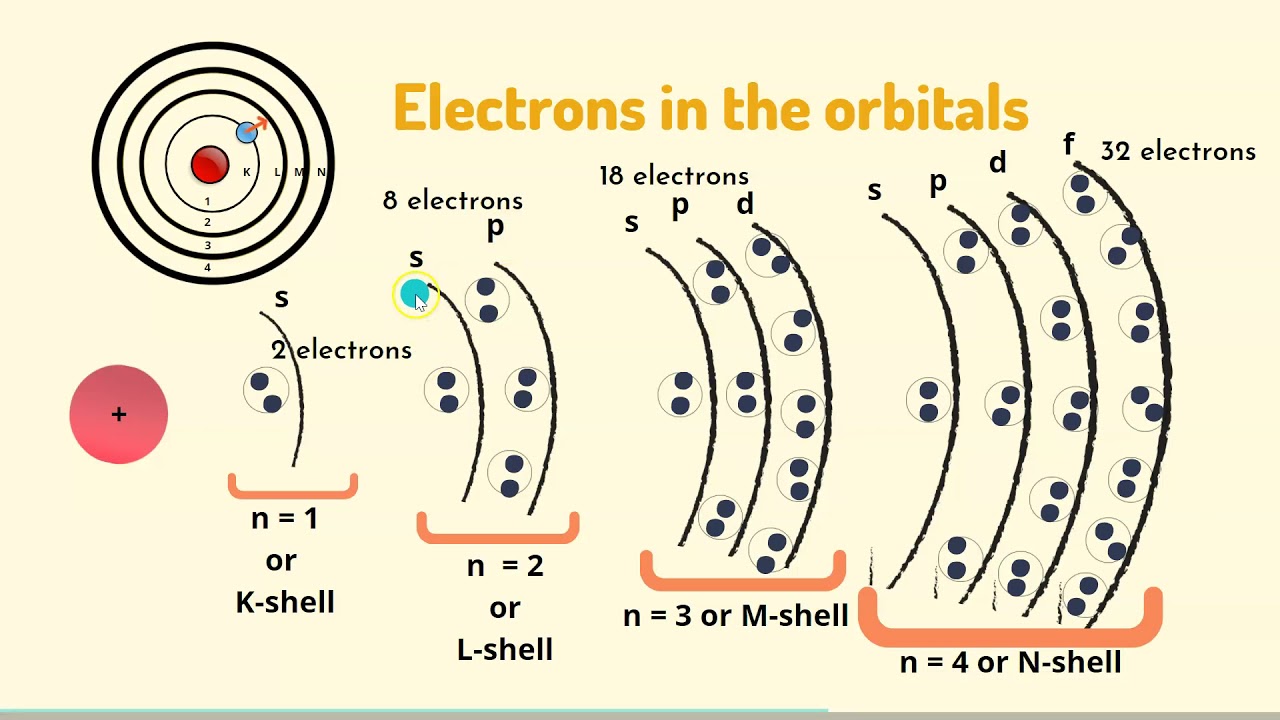 Electrons in the orbitals
K L M N
1
2
3
4
s
2 electrons
+
n = 1
or
K-shell
8 electrons
s p
n = 2
or
L-shell
18 electrons
s p d
n = 3 or M-shell
32 electrons
s p d f
n = 4 or N-shell